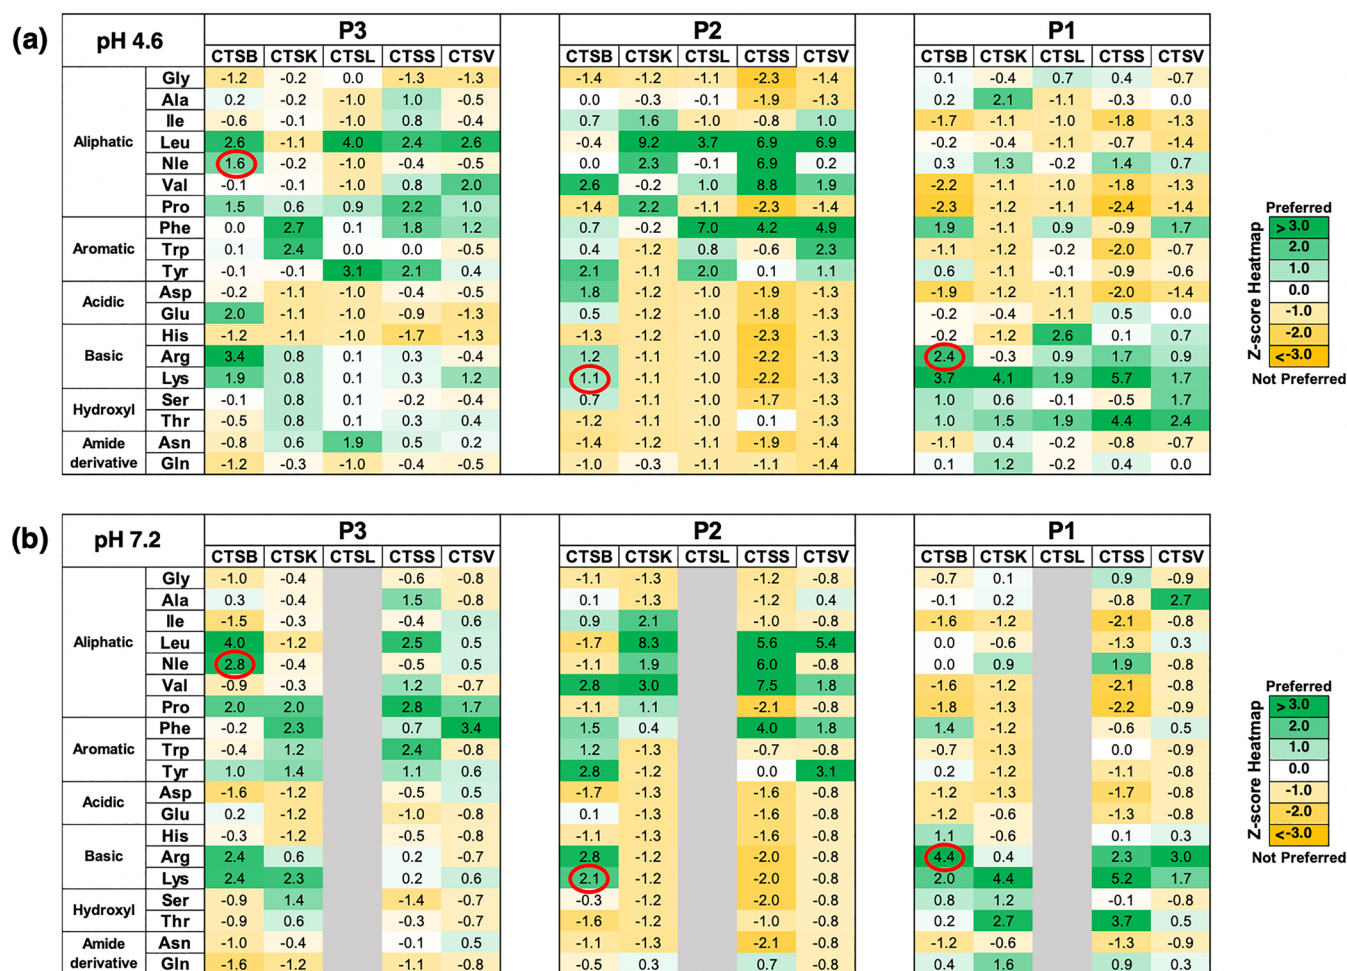 (a) pH 4.6 P3 P2 P1
CTSB CTSK CTSL CTSS CTSV CTSB CTSK CTSL CTSS CTSV CTSB CTSK CTSL CTSS CTSV
Aliphatic
Gly -1.2 -0.2 0.0 -1.3 -1.3 -1.4 -1.2 -1.1 -2.3 -1.4 0.1 -0.4 0.7 0.4 -0.7
Ala 0.2 -0.2 -1.0 1.0 -0.5 0.0 -0.3 -0.1 -1.9 -1.3 0.2 2.1 -1.1 -0.3 0.0
Ile -0.6 -0.1 -1.0 0.8 -0.4 0.7 1.6 -1.0 -0.8 1.0 -1.7 -1.1 -1.0 -1.8 -1.3
Leu 2.6 -1.1 4.0 2.4 2.6 -0.4 9.2 3.7 6.9 6.9 -0.2 -0.4 -1.1 -0.7 -1.4
Nle 1.6 -0.2 -1.0 -0.4 -0.5 0.0 2.3 -0.1 6.9 0.2 0.3 1.3 -0.2 1.4 0.7
Val -0.1 -0.1 -1.0 0.8 2.0 2.6 -0.2 1.0 8.8 1.9 -2.2 -1.1 -1.0 -1.8 -1.3
Pro 1.5 0.6 0.9 2.2 1.0 -1.4 2.2 -1.1 -2.3 -1.4 -2.3 -1.2 -1.1 -2.4 -1.4
Aromatic
Phe 0.0 2.7 0.1 1.8 1.2 0.7 -0.2 7.0 4.2 4.9 1.9 -1.1 0.9 -0.9 1.7
Trp 0.1 2.4 0.0 0.0 -0.5 0.4 -1.2 0.8 -0.6 2.3 -1.1 -1.2 -0.2 -2.0 -0.7
Tyr -0.1 -0.1 3.1 2.1 0.4 2.1 -1.1 2.0 0.1 1.1 0.6 -1.1 -0.1 -0.9 -0.6
Acidic
Asp -0.2 -1.1 -1.0 -0.4 -0.5 1.8 -1.2 -1.0 -1.9 -1.3 -1.9 -1.2 -1.1 -2.0 -1.4
Glu 2.0 -1.1 -1.0 -0.9 -1.3 0.5 -1.2 -1.0 -1.8 -1.3 -0.2 -0.4 -1.1 0.5 0.0
Basic
His -1.2 -1.1 -1.0 -1.7 -1.3 -1.3 -1.2 -1.0 -2.3 -1.3 -0.2 -1.2 2.6 0.1 0.7
Arg 3.4 0.8 0.1 0.3 -0.4 1.2 -1.1 -1.0 -2.2 -1.3 2.4 -0.3 0.9 1.7 0.9
Lys 1.9 0.8 0.1 0.3 1.2 1.1 -1.1 -1.0 -2.2 -1.3 3.7 4.1 1.9 5.7 1.7
Hydroxyl
Ser -0.1 0.8 0.1 -0.2 -0.4 0.7 -1.1 -1.0 -1.7 -1.3 1.0 0.6 -0.1 -0.5 1.7
Thr -0.5 0.8 0.1 0.3 0.4 -1.2 -1.1 -1.0 0.1 -1.3 1.0 1.5 1.9 4.4 2.4
Amide
derivative
Asn -0.8 0.6 1.9 0.5 0.2 -1.4 -1.2 -1.1 -1.9 -1.4 -1.1 0.4 -0.2 -0.8 -0.7
Gln -1.2 -0.3 -1.0 -0.4 -0.5 -1.0 -0.3 -1.1 -1.1 -1.4 0.1 1.2 -0.2 0.4 0.0
Preferred
Z-score Heatmap
> 3.0
2.0
1.0
0.0
-1.0
-2.0
<-3.0
Not Preferred
(b) pH 7.2 P3 P2 P1
CTSB CTSK CTSL CTSS CTSV CTSB CTSK CTSL CTSS CTSV CTSB CTSK CTSL CTSS CTSV
Aliphatic
Gly -1.0 -0.4 -0.6 -0.8 -1.1 -1.3 -1.2 -0.8 -0.7 0.1 0.9 -0.9
Ala 0.3 -0.4 1.5 -0.8 0.1 -1.3 -1.2 0.4 -0.1 0.2 -0.8 2.7
Ile -1.5 -0.3 -0.4 0.6 0.9 2.1 -1.0 -0.8 -1.6 -1.2 -2.1 -0.8
Leu 4.0 -1.2 2.5 0.5 -1.7 8.3 5.6 5.4 0.0 -0.6 -1.3 0.3
Nle 2.8 -0.4 -0.5 0.5 -1.1 1.9 6.0 -0.8 0.0 0.9 1.9 -0.8
Val -0.9 -0.3 1.2 -0.7 2.8 3.0 7.5 1.8 -1.6 -1.2 -2.1 -0.8
Pro 2.0 2.0 2.8 1.7 -1.1 1.1 -2.1 -0.8 -1.8 -1.3 -2.2 -0.9
Aromatic
Phe -0.2 2.3 0.7 3.4 1.5 0.4 4.0 1.8 1.4 -1.2 -0.6 0.5
Trp -0.4 1.2 2.4 -0.8 1.2 -1.3 -0.7 -0.8 -0.7 -1.3 0.0 -0.9
Tyr 1.0 1.4 1.1 0.6 2.8 -1.2 0.0 3.1 0.2 -1.2 -1.1 -0.8
Acidic
Asp -1.6 -1.2 -0.5 0.5 -1.7 -1.3 -1.6 -0.8 -1.2 -1.3 -1.7 -0.8
Glu 0.2 -1.2 -1.0 -0.8 0.1 -1.3 -1.6 -0.8 -1.2 -0.6 -1.3 -0.8
Basic
His -0.3 -1.2 -0.5 -0.8 -1.1 -1.3 -1.6 -0.8 1.1 -0.6 0.1 0.3
Arg 2.4 0.6 0.2 -0.7 2.8 -1.2 -2.0 -0.8 4.4 0.4 2.3 3.0
Lys 2.4 2.3 0.2 0.6 2.1 -1.2 -2.0 -0.8 2.0 4.4 5.2 1.7
Hydroxyl
Ser -0.9 1.4 -1.4 -0.7 -0.3 -1.2 -2.0 -0.8 0.8 1.2 -0.1 -0.8
Thr -0.9 0.6 -0.3 -0.7 -1.6 -1.2 -1.0 -0.8 0.2 2.7 3.7 0.5
Amide
derivative
Asn -1.0 -0.4 -0.1 0.5 -1.1 -1.3 -2.1 -0.8 -1.2 -0.6 -1.3 -0.9
Gln -1.6 -1.2 -1.1 -0.8 -0.5 0.3 0.7 -0.8 0.4 1.6 0.9 0.3
Preferred
Z-score Heatmap
> 3.0
2.0
1.0
0.0
-1.0
-2.0
<-3.0
Not Preferred